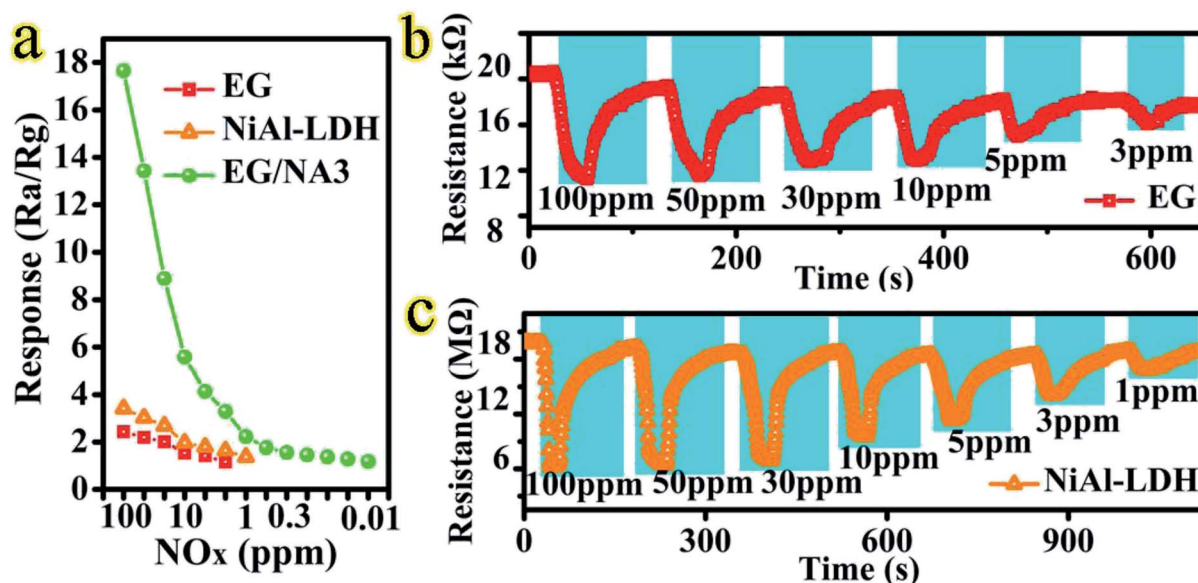 a
Response (Ra/Rg)
18
16
14
12
10
8
6
4
2
0
EG
NiAl-LDH
EG/NA3
100 10 1 0.3 0.01
NOx (ppm)
b
Resistance (kΩ)
20
16
12
8
100ppm
50ppm
30ppm
10ppm
5ppm
3ppm
EG
0 200 400 600
Time (s)
c
Resistance (MΩ)
18
12
6
100ppm
50ppm
30ppm
10ppm
5ppm
3ppm
1ppm
NiAl-LDH
0 300 600 900
Time (s)